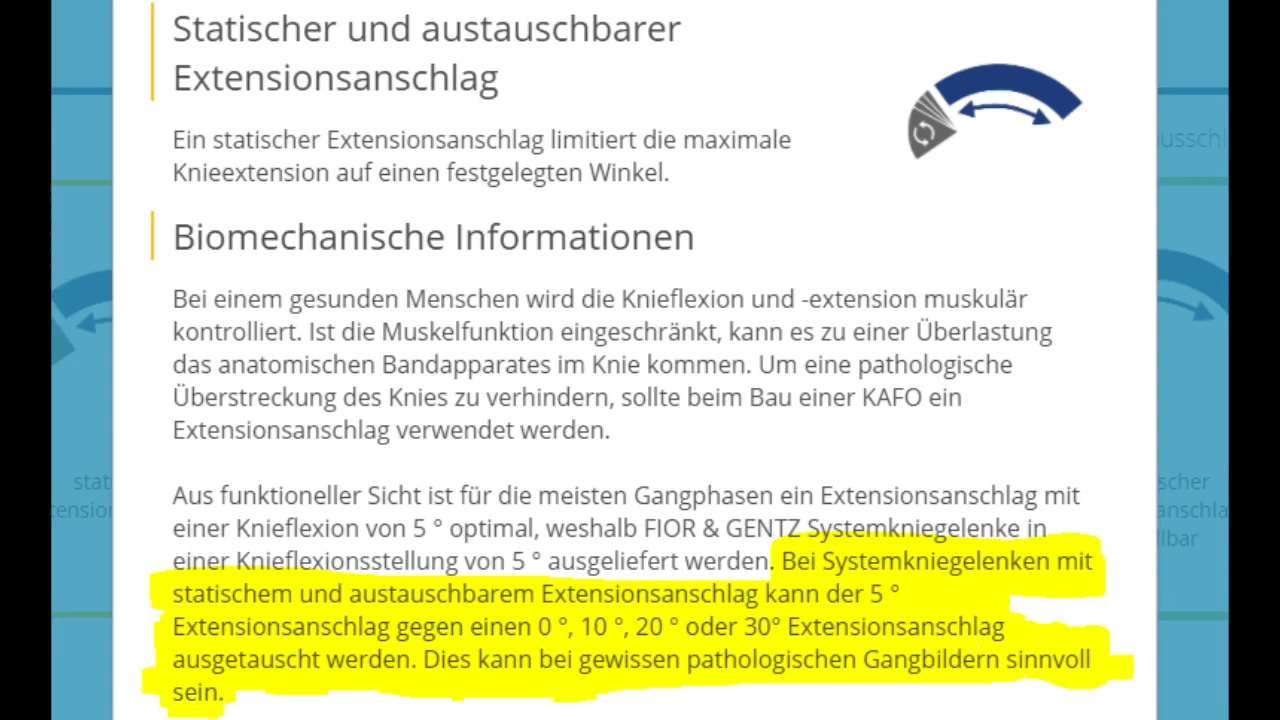 Statischer und austauschbarer
Extensionsanschlag
Ein statischer Extensionsanschlag limitiert die maximale
Knieextension auf einen festgelegten Winkel.
Biomechanische Informationen
Bei einem gesunden Menschen wird die Knieflexion und -extension muskulär
kontrolliert. Ist die Muskelfunktion eingeschränkt, kann es zu einer Überlastung
das anatomischen Bandapparates im Knie kommen. Um eine pathologische
Überstreckung des Knies zu verhindern, sollte beim Bau einer KAFO ein
Extensionsanschlag verwendet werden.
Aus funktioneller Sicht ist für die meisten Gangphasen ein Extensionsanschlag mit
einer Knieflexion von 5 ° optimal, weshalb FIOR & GENTZ Systemkniegelenke in
einer Knieflexionsstellung von 5 ° ausgeliefert werden. Bei Systemkniegelenken mit
statischem und austauschbarem Extensionsanschlag kann der 5 °
Extensionsanschlag gegen einen 0 °, 10 °, 20 ° oder 30° Extensionsanschlag
ausgetauscht werden. Dies kann bei gewissen pathologischen Gangbildern sinnvoll
sein.